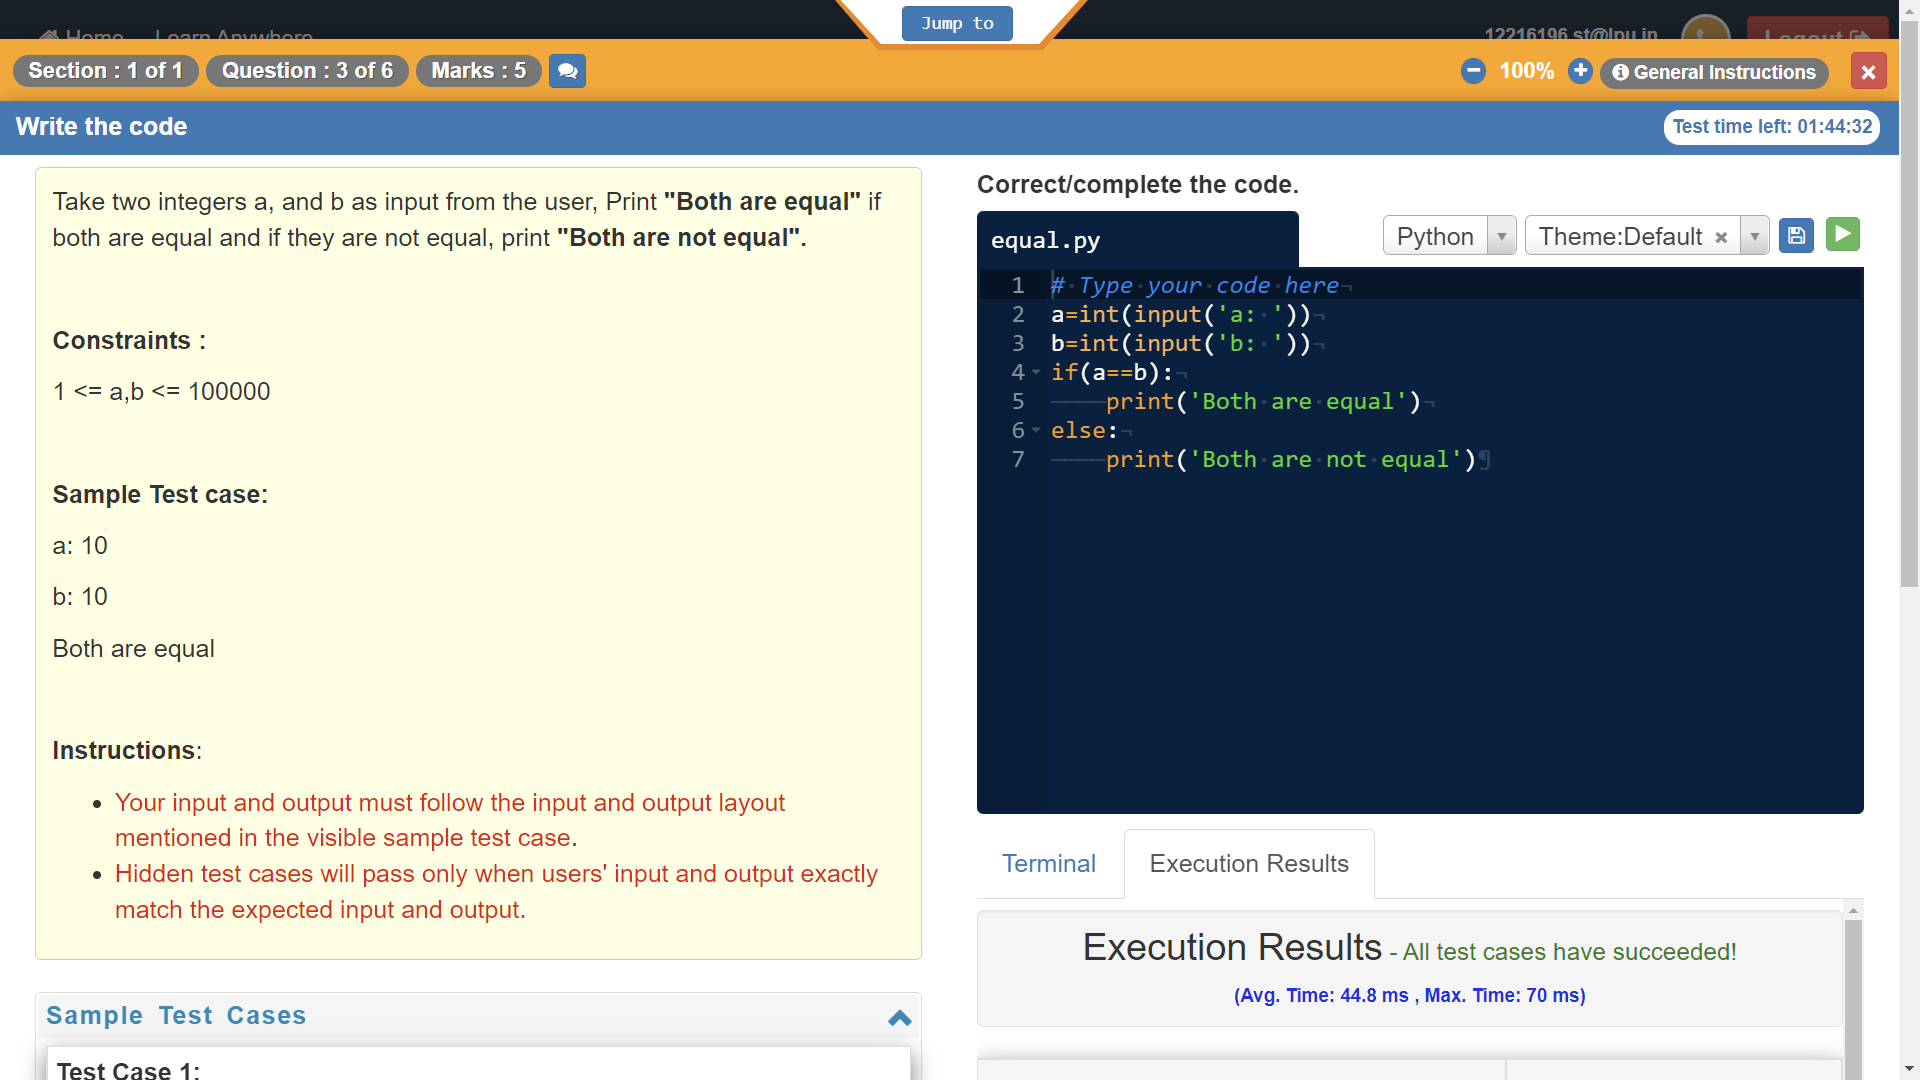 Home Learn Anywhere
Jump to
12216196.st@lpu.in
Logout
Section : 1 of 1
Question : 3 of 6
Marks : 5
100%
General Instructions
Write the code
Test time left: 01:44:32
Take two integers a, and b as input from the user, Print "Both are equal" if
both are equal and if they are not equal, print "Both are not equal".
Constraints :
1 <= a,b <= 100000
Sample Test case:
a: 10
b: 10
Both are equal
Instructions:
• Your input and output must follow the input and output layout
mentioned in the visible sample test case.
• Hidden test cases will pass only when users' input and output exactly
match the expected input and output.
Sample Test Cases
Test Case 1:
Correct/complete the code.
equal.py
Python
Theme:Default
1 # Type your code here
2 a=int(input('a: '))
3 b=int(input('b: '))
4 if(a==b):
5 print('Both are equal')
6 else:
7 print('Both are not equal')
Terminal
Execution Results
Execution Results - All test cases have succeeded!
(Avg. Time: 44.8 ms , Max. Time: 70 ms)